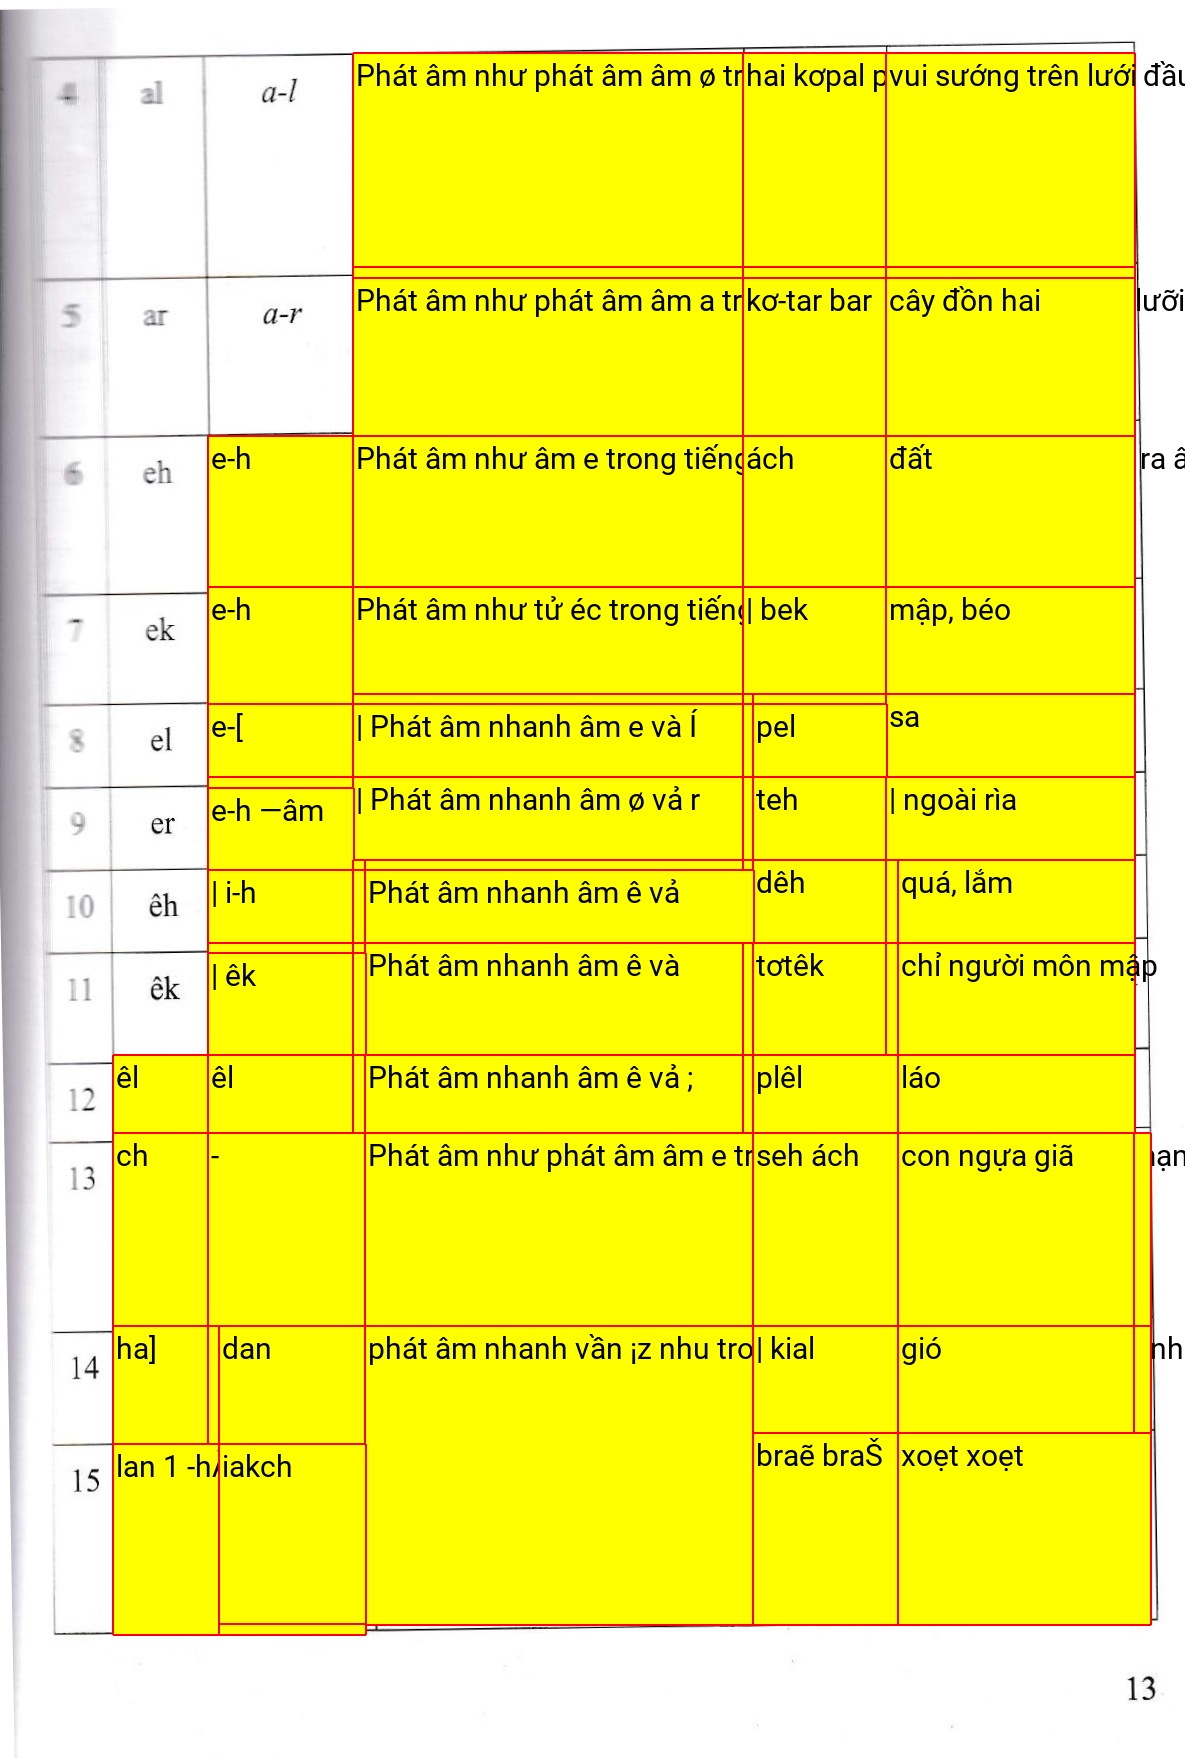 4 al a-l Phát âm như phát âm âm ø tr hai kơpal p vui sướng trên lưới đầu
5 ar a-r Phát âm như phát âm âm a tr kơ-tar bar cây đồn hai lưỡi
6 eh e-h Phát âm như âm e trong tiếng ách đất ra â
7 ek e-h Phát âm như tử éc trong tiếng | bek mập, béo
8 el e-[ | Phát âm nhanh âm e và Í pel sa
9 er e-h —âm | Phát âm nhanh âm ø vả r teh | ngoài rìa
10 êh | i-h Phát âm nhanh âm ê vả dêh quá, lắm
11 êk | êk Phát âm nhanh âm ê và tơtêk chỉ người môn mập
12 êl êl Phát âm nhanh âm ê vả ; plêl láo
13 ch - Phát âm như phát âm âm e tr seh ách con ngựa giã
14 ha] dan phát âm nhanh vần ¡z nhu tro | kial gió nh
15 lan 1 -h iakch braẽ braŠ xoẹt xoẹt
13